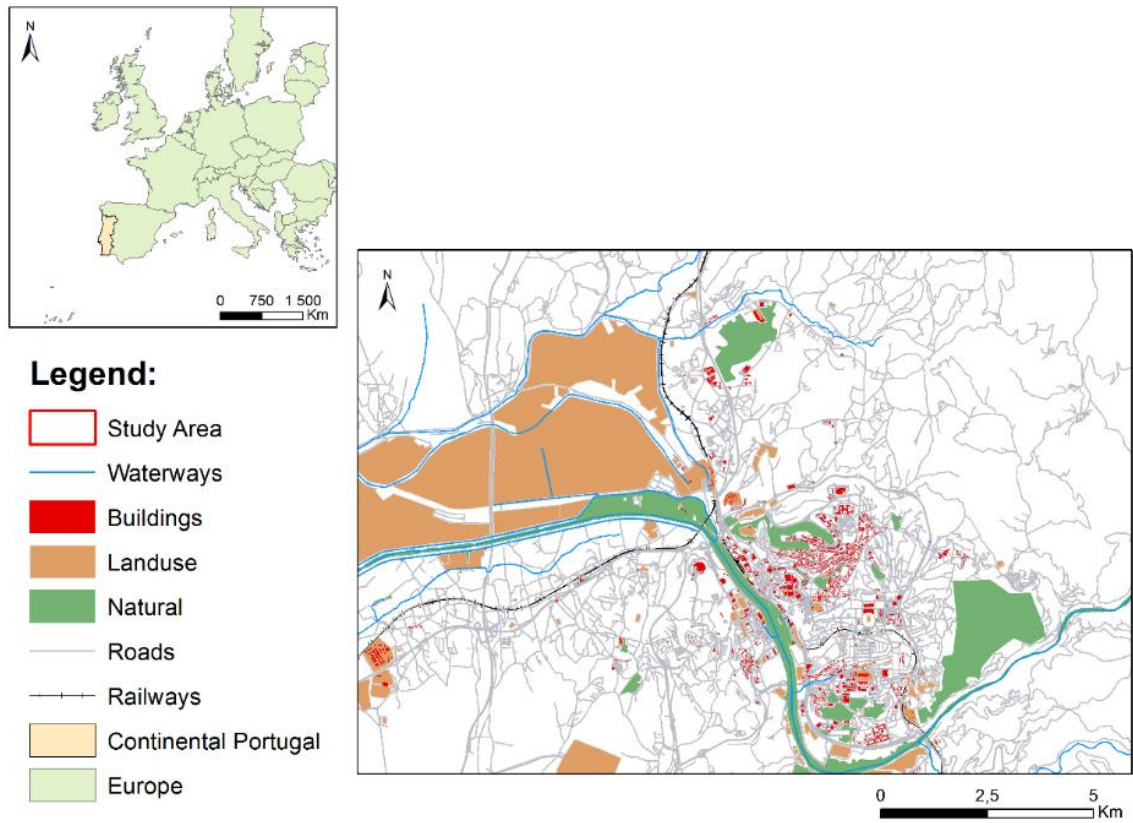 N
0 750 1 500
Km
Legend:
Study Area
Waterways
Buildings
Landuse
Natural
Roads
Railways
Continental Portugal
Europe
N
0 2,5 5
Km